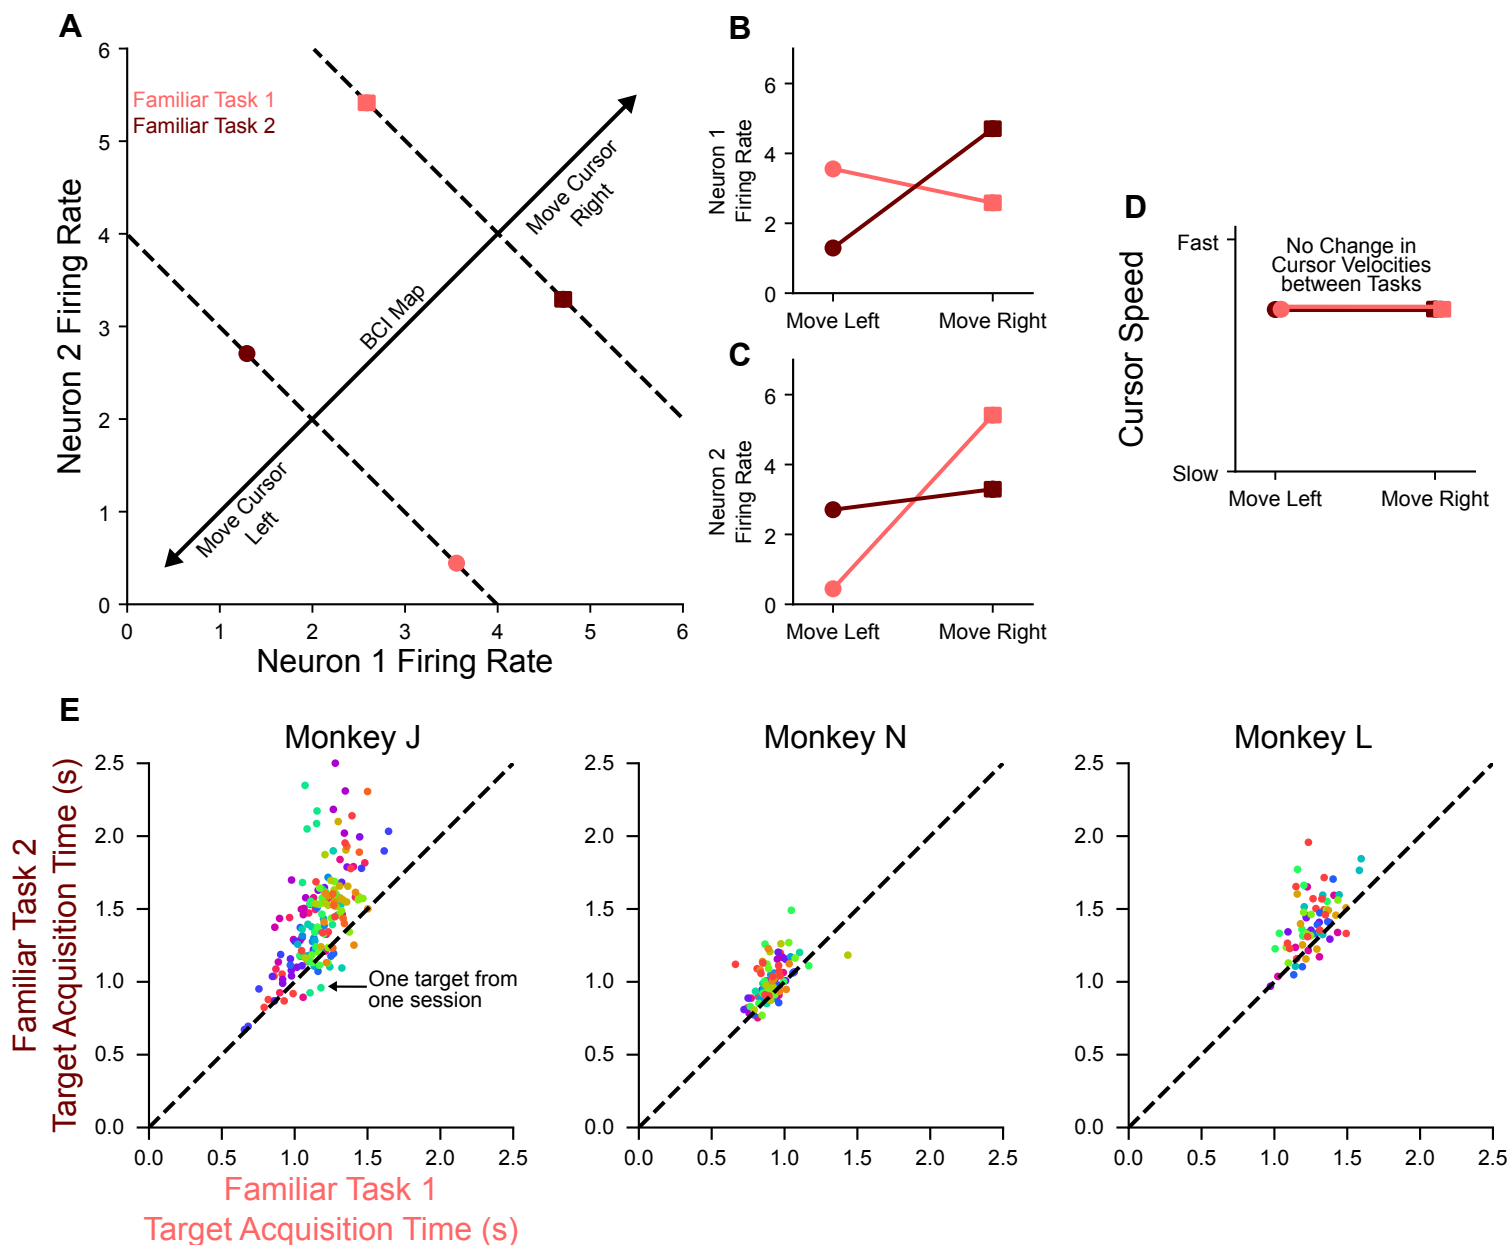 A
6
5
4
3
2
1
0
0
1
2
3
4
5
6
Neuron 2 Firing Rate
Neuron 1 Firing Rate
Familiar Task 1
Familiar Task 2
Move Cursor
Right
BCI Map
Move Cursor
Left
B
Neuron 1
Firing Rate
6
4
2
0
Move Left
Move Right
C
Neuron 2
Firing Rate
6
4
2
0
Move Left
Move Right
D
Cursor Speed
Fast
Slow
No Change in
Cursor Velocities
between Tasks
Move Left
Move Right
E
Monkey J
Familiar Task 2
Target Acquisition Time (s)
2.5
2.0
1.5
1.0
0.5
0.0
0.0
0.5
1.0
1.5
2.0
2.5
One target from
one session
Familiar Task 1
Target Acquisition Time (s)
Monkey N
2.5
2.0
1.5
1.0
0.5
0.0
0.0
0.5
1.0
1.5
2.0
2.5
Monkey L
2.5
2.0
1.5
1.0
0.5
0.0
0.0
0.5
1.0
1.5
2.0
2.5